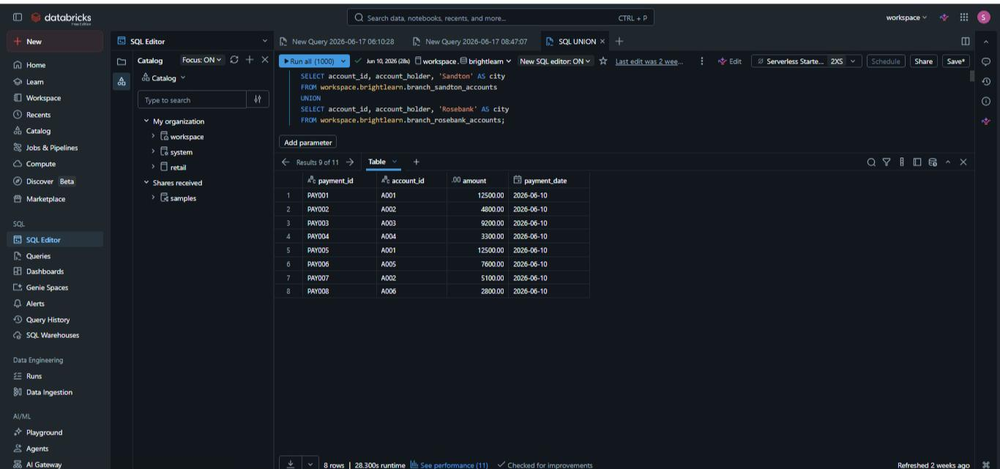 databricks
Free Edition
Search data, notebooks, recents, and more...
CTRL + P
workspace
S
New
Home
Learn
Workspace
Recents
Catalog
Jobs & Pipelines
Compute
Discover Beta
Marketplace
SQL
SQL Editor
Queries
Dashboards
Genie Spaces
Alerts
Query History
SQL Warehouses
Data Engineering
Runs
Data Ingestion
AI/ML
Playground
Agents
AI Gateway
SQL Editor
Catalog
Focus: ON
Catalog
Type to search
My organization
workspace
system
retail
Shares received
samples
New Query 2026-06-17 06:10:28
New Query 2026-06-17 08:47:07
SQL UNION
Run all (1000)
Jun 10, 2026 (28s)
workspace.
brightlearn
New SQL editor: ON
Last edit was 2 wee...
Edit
Serverless Starte... 2XS
Schedule
Share
Save*
SELECT account_id, account_holder, 'Sandton' AS city
FROM workspace.brightlearn.branch_sandton_accounts
UNION
SELECT account_id, account_holder, 'Rosebank' AS city
FROM workspace.brightlearn.branch_rosebank_accounts;
Add parameter
Results 9 of 11
Table
payment_id account_id .00 amount payment_date
1 PAY001 A001 12500.00 2026-06-10
2 PAY002 A002 4800.00 2026-06-10
3 PAY003 A003 9200.00 2026-06-10
4 PAY004 A004 3300.00 2026-06-10
5 PAY005 A001 12500.00 2026-06-10
6 PAY006 A005 7600.00 2026-06-10
7 PAY007 A002 5100.00 2026-06-10
8 PAY008 A006 2800.00 2026-06-10
8 rows | 28.300s runtime
See performance (11)
Checked for improvements
Refreshed 2 weeks ago